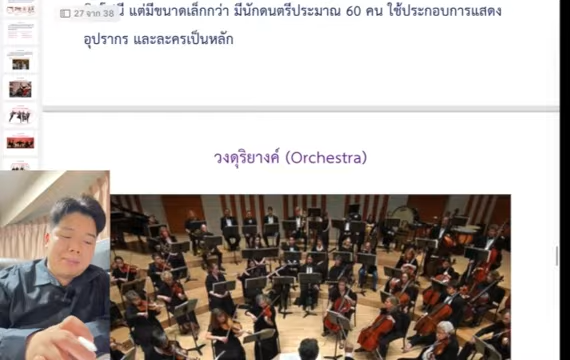 27 จาก 38
แต่มีขนาดเล็กกว่า มีนักดนตรีประมาณ 60 คน ใช้ประกอบการแสดง
อุปรากร และละครเป็นหลัก
วงดุริยางค์ (Orchestra)